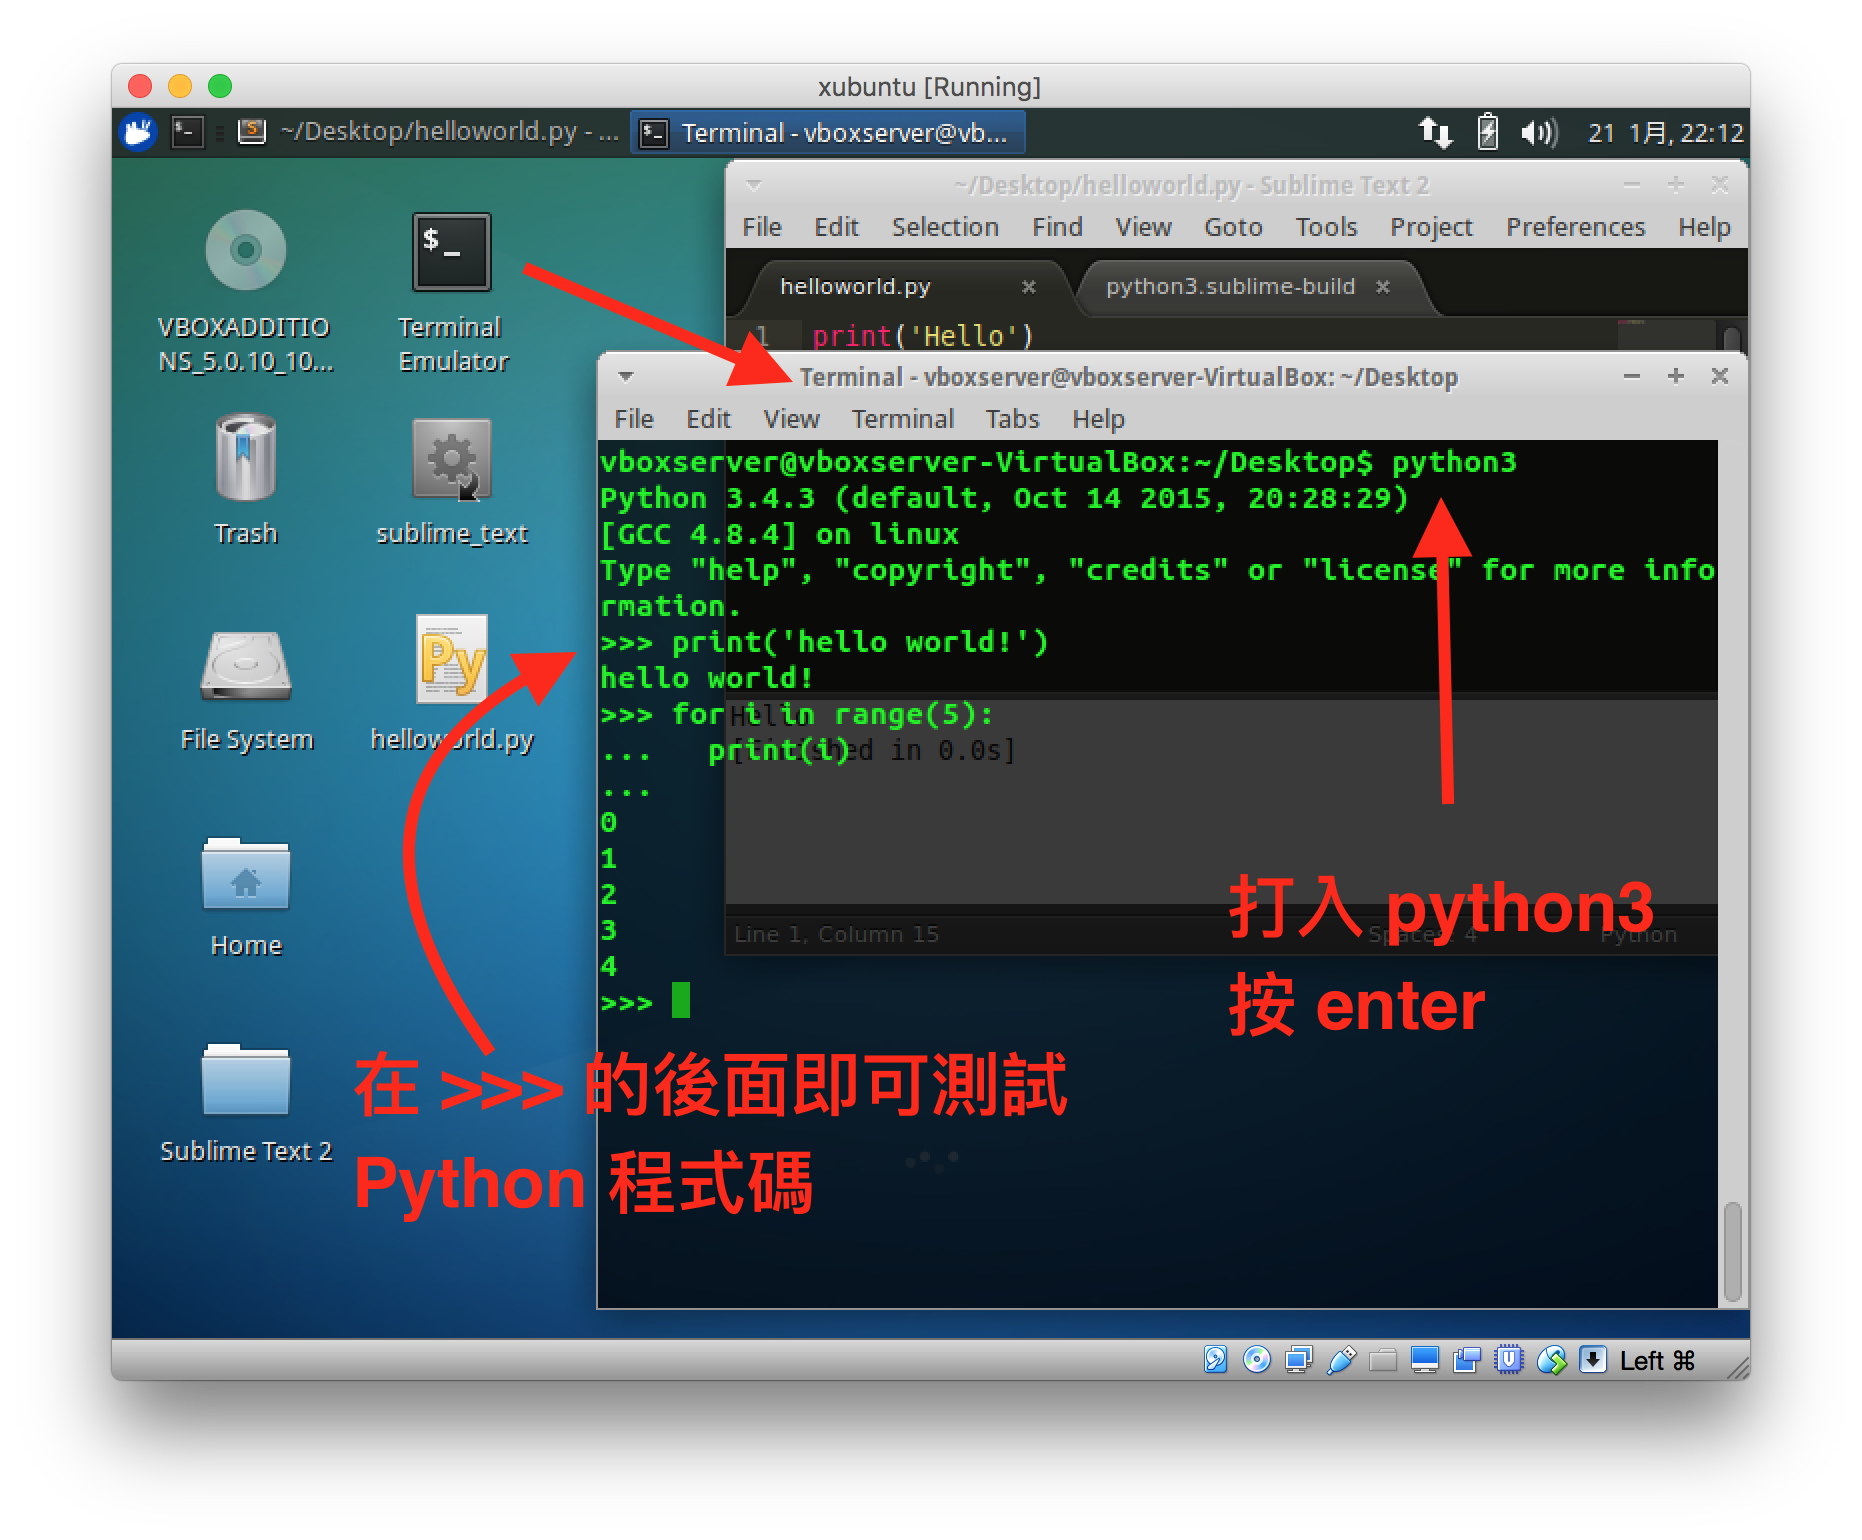 xubuntu [Running]
~/Desktop/helloworld.py - ...
Terminal - vboxserver@vb...
21 1月, 22:12
~/Desktop/helloworld.py - Sublime Text 2
File Edit Selection Find View Goto Tools Project Preferences Help
helloworld.py
python3.sublime-build
1 print('Hello')
VBOXADDITIO
NS_5.0.10_10...
Terminal
Emulator
Trash
sublime_text
File System
helloworld.py
Home
Sublime Text 2
Terminal - vboxserver@vboxserver-VirtualBox: ~/Desktop
File Edit View Terminal Tabs Help
vboxserver@vboxserver-VirtualBox:~/Desktop$ python3
Python 3.4.3 (default, Oct 14 2015, 20:28:29)
[GCC 4.8.4] on linux
Type "help", "copyright", "credits" or "license" for more info
rmation.
>>> print('hello world!')
hello world!
>>> for i in range(5):
...   print(i)
...
0
1
2
3
4
>>>
Hello
[Finished in 0.0s]
Line 1, Column 15
Spaces: 4
Python
打入 python3
按 enter
在 >>> 的後面即可測試
Python 程式碼
Left ⌘